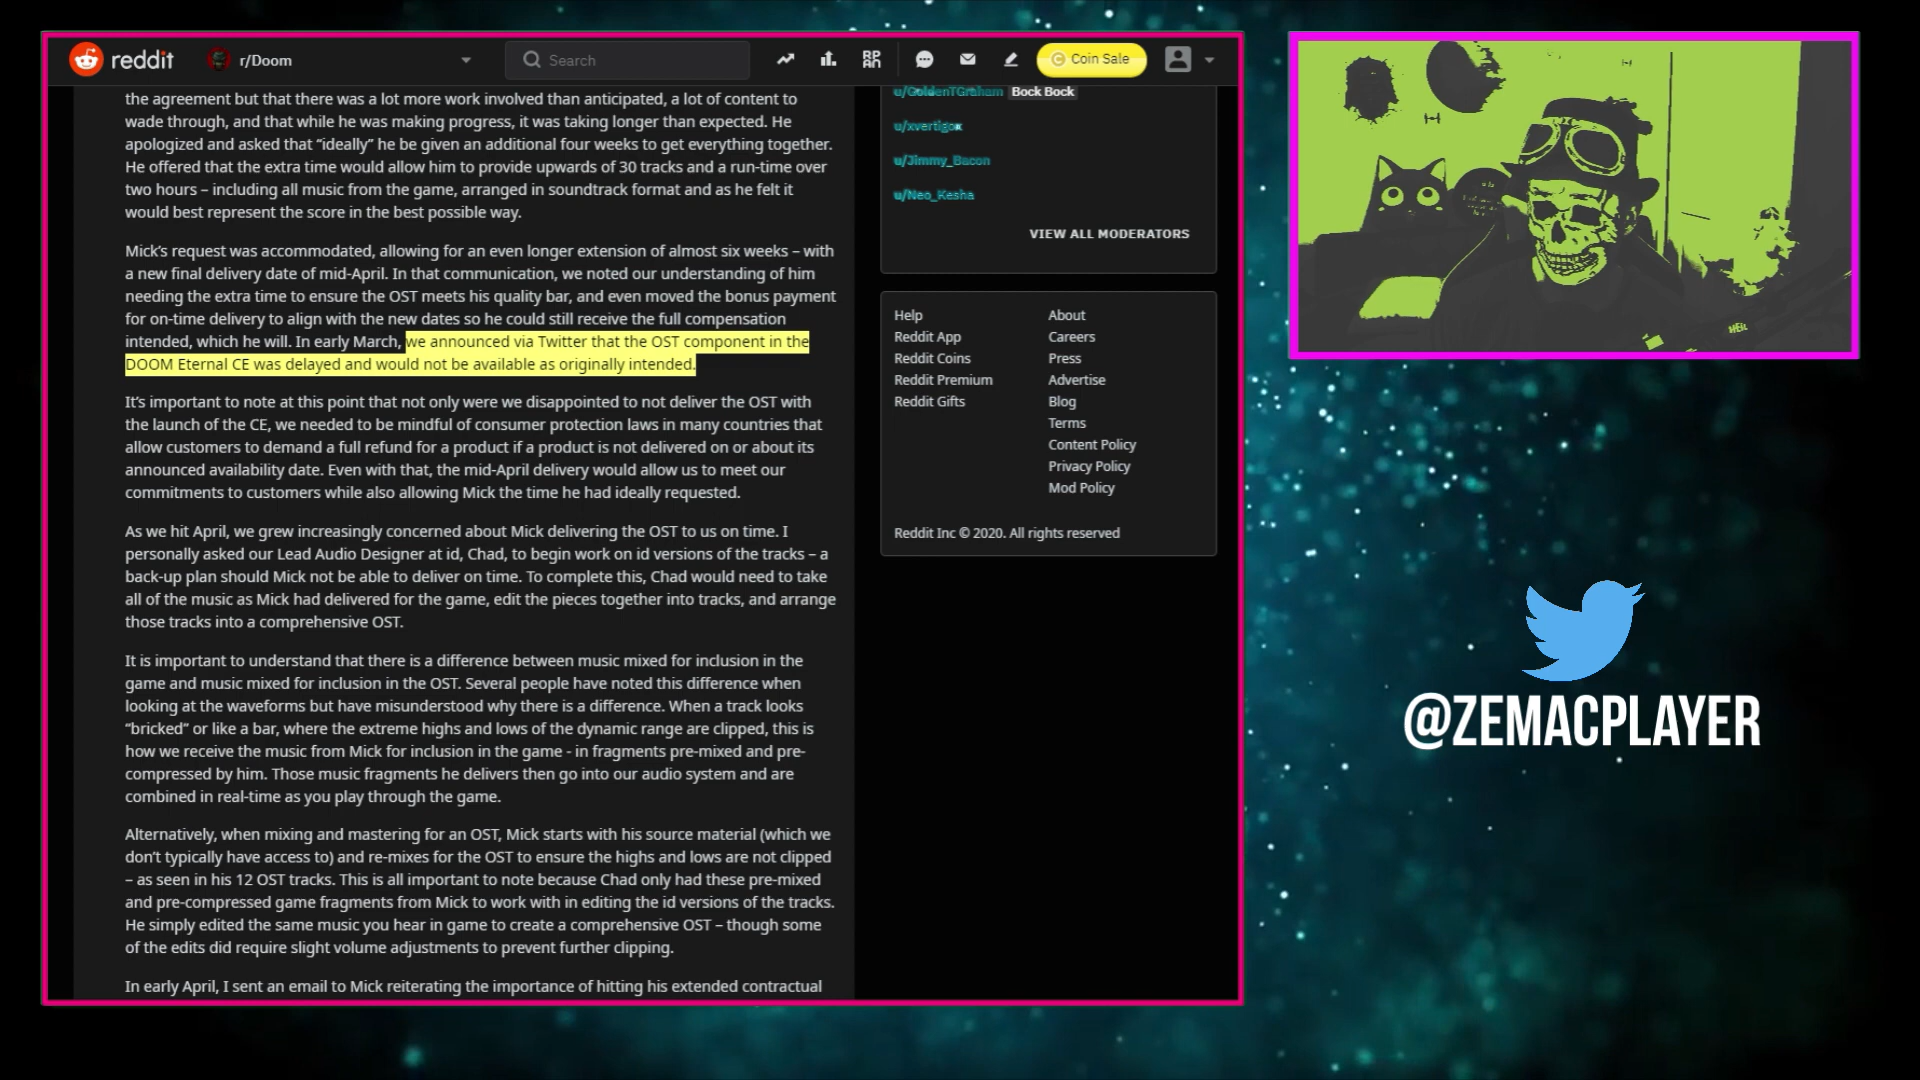 reddit
r/Doom
Search
Coin Sale
the agreement but that there was a lot more work involved than anticipated, a lot of content to
wade through, and that while he was making progress, it was taking longer than expected. He
apologized and asked that “ideally” he be given an additional four weeks to get everything together.
He offered that the extra time would allow him to provide upwards of 30 tracks and a run-time over
two hours – including all music from the game, arranged in soundtrack format and as he felt it
would best represent the score in the best possible way.
Mick’s request was accommodated, allowing for an even longer extension of almost six weeks – with
a new final delivery date of mid-April. In that communication, we noted our understanding of him
needing the extra time to ensure the OST meets his quality bar, and even moved the bonus payment
for on-time delivery to align with the new dates so he could still receive the full compensation
intended, which he will. In early March, we announced via Twitter that the OST component in the
DOOM Eternal CE was delayed and would not be available as originally intended.
It’s important to note at this point that not only were we disappointed to not deliver the OST with
the launch of the CE, we needed to be mindful of consumer protection laws in many countries that
allow customers to demand a full refund for a product if a product is not delivered on or about its
announced availability date. Even with that, the mid-April delivery would allow us to meet our
commitments to customers while also allowing Mick the time he had ideally requested.
As we hit April, we grew increasingly concerned about Mick delivering the OST to us on time. I
personally asked our Lead Audio Designer at id, Chad, to begin work on id versions of the tracks – a
back-up plan should Mick not be able to deliver on time. To complete this, Chad would need to take
all of the music as Mick had delivered for the game, edit the pieces together into tracks, and arrange
those tracks into a comprehensive OST.
It is important to understand that there is a difference between music mixed for inclusion in the
game and music mixed for inclusion in the OST. Several people have noted this difference when
looking at the waveforms but have misunderstood why there is a difference. When a track looks
“bricked” or like a bar, where the extreme highs and lows of the dynamic range are clipped, this is
how we receive the music from Mick for inclusion in the game - in fragments pre-mixed and pre-
compressed by him. Those music fragments he delivers then go into our audio system and are
combined in real-time as you play through the game.
Alternatively, when mixing and mastering for an OST, Mick starts with his source material (which we
don’t typically have access to) and re-mixes for the OST to ensure the highs and lows are not clipped
– as seen in his 12 OST tracks. This is all important to note because Chad only had these pre-mixed
and pre-compressed game fragments from Mick to work with in editing the id versions of the tracks.
He simply edited the same music you hear in game to create a comprehensive OST – though some
of the edits did require slight volume adjustments to prevent further clipping.
In early April, I sent an email to Mick reiterating the importance of hitting his extended contractual
u/GoldenTGraham Bock Bock
u/xvertigox
u/Jimmy_Bacon
u/Neo_Kesha
VIEW ALL MODERATORS
Help
Reddit App
Reddit Coins
Reddit Premium
Reddit Gifts
About
Careers
Press
Advertise
Blog
Terms
Content Policy
Privacy Policy
Mod Policy
Reddit Inc © 2020. All rights reserved
@ZEMACPLAYER